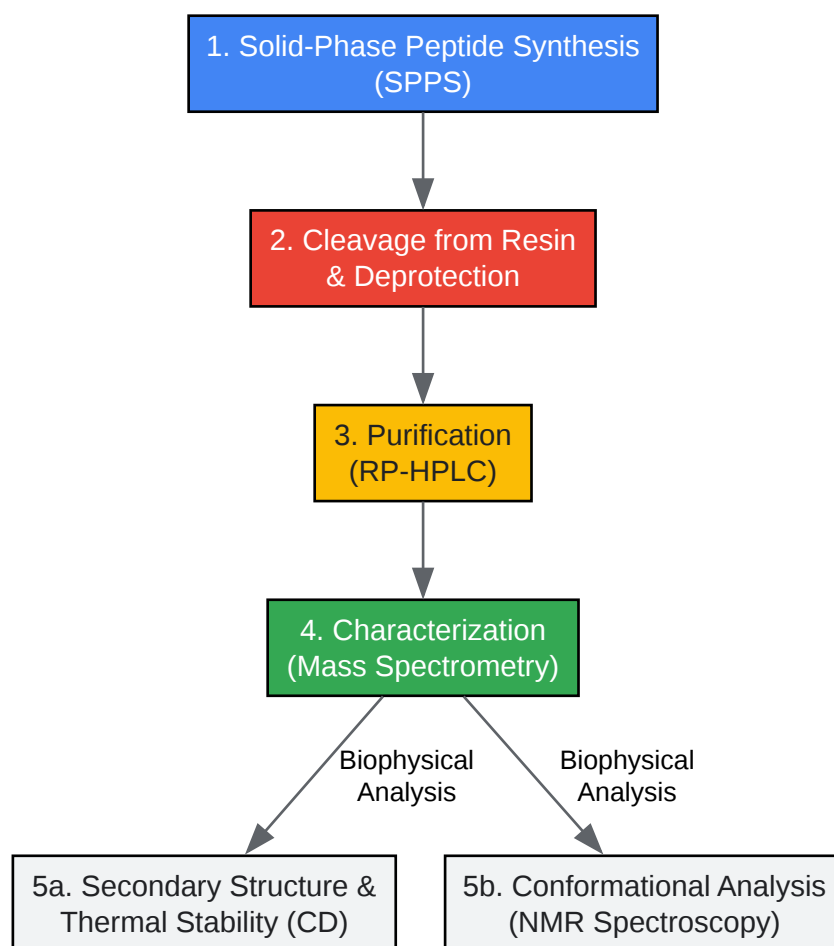 1. Solid-Phase Peptide Synthesis
(SPPS)
2. Cleavage from Resin
& Deprotection
3. Purification
(RP-HPLC)
4. Characterization
(Mass Spectrometry)
Biophysical
Analysis
Biophysical
Analysis
5a. Secondary Structure &
Thermal Stability (CD)
5b. Conformational Analysis
(NMR Spectroscopy)